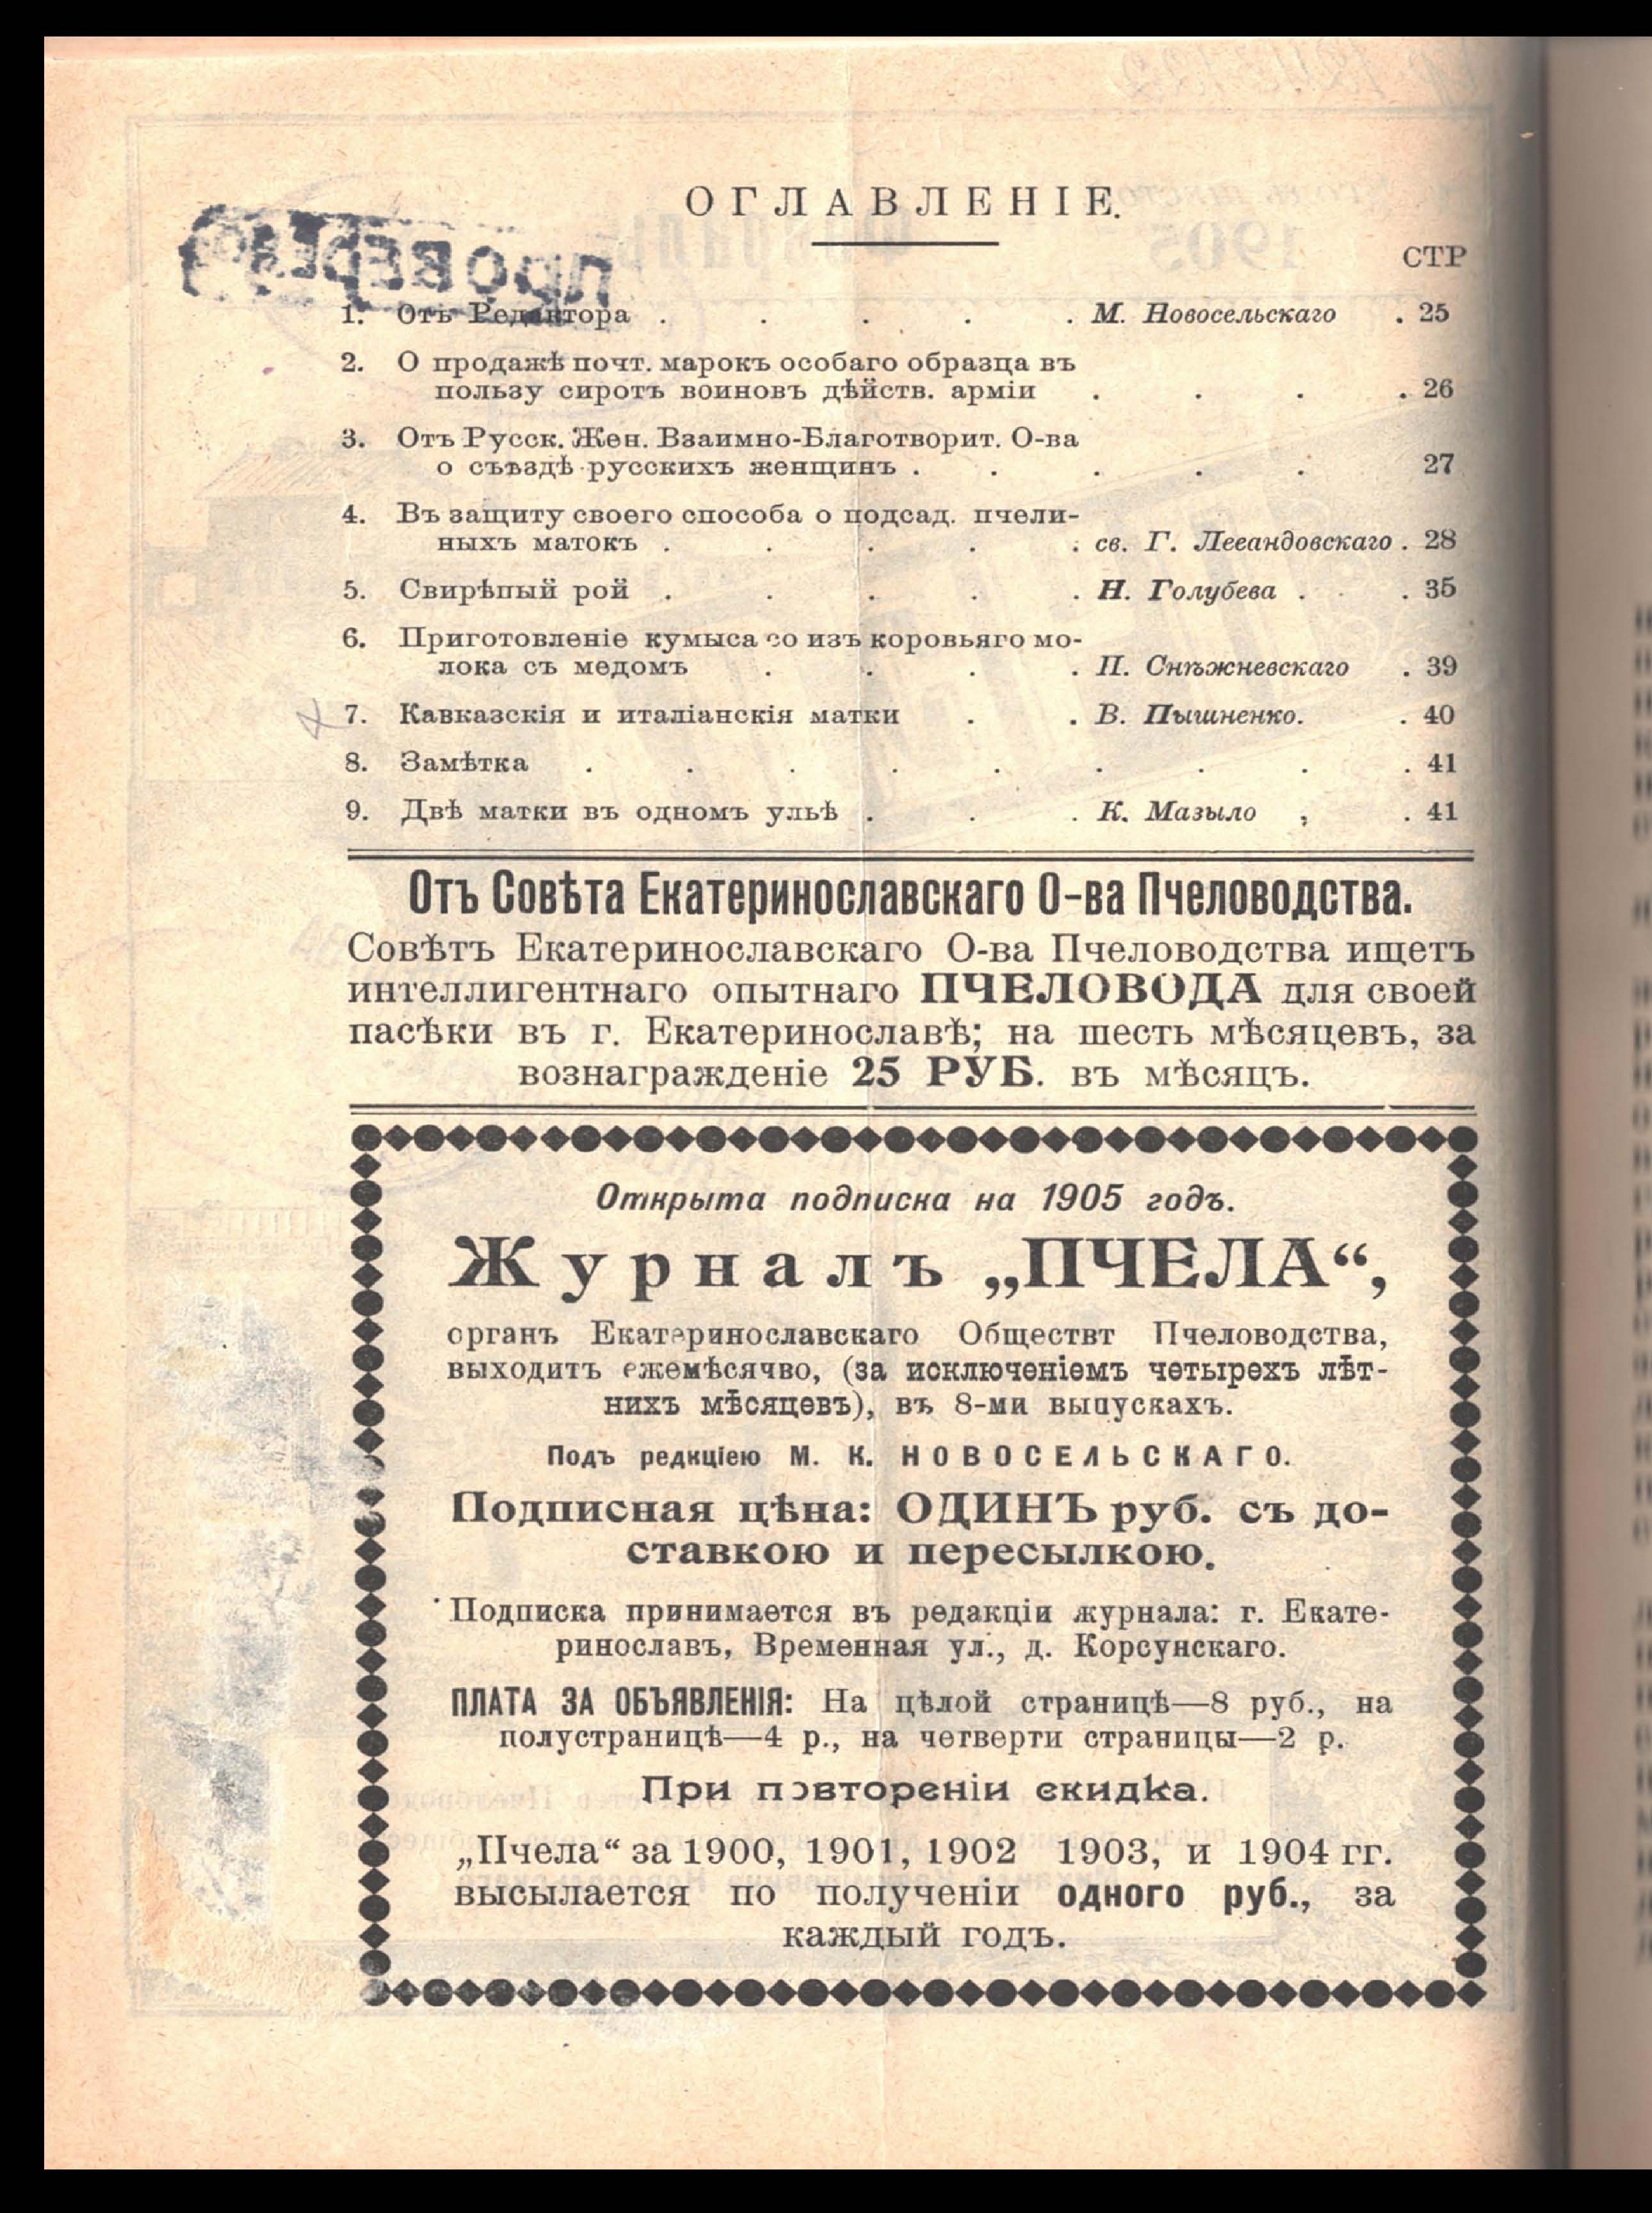 ОГЛАВЛЕНІЕ.
СТР
1. Отъ Редактора . . . . . М. Новосельскаго . 25
2. О продажѣ почт. марокъ особаго образца въ
пользу сиротъ воиновъ дѣйств. арміи . . . . 26
3. Отъ Русск. Жен. Взаимно-Благотворит. О-ва
о съѣздѣ русскихъ женщинъ . . . . . 27
4. Въ защиту своего способа о подсад. пчели-
ныхъ матокъ . . . . . св. Г. Левандовскаго . 28
5. Свирѣпый рой . . . . . Н. Голубева . . 35
6. Приготовленіе кумыса со изъ коровьяго мо-
лока съ медомъ . . . . П. Снѣжневскаго . 39
7. Кавказскія и италіанскія матки . . В. Пышненко. . 40
8. Замѣтка . . . . . . . . . 41
9. Двѣ матки въ одномъ ульѣ . . . К. Мазыло , . 41
Отъ Совѣта Екатеринославскаго О-ва Пчеловодства.
Совѣтъ Екатеринославскаго О-ва Пчеловодства ищетъ
интеллигентнаго опытнаго ПЧЕЛОВОДА для своей
пасѣки въ г. Екатеринославѣ; на шесть мѣсяцевъ, за
вознагражденіе 25 РУБ. въ мѣсяцъ.
Открыта подписка на 1905 годъ.
Журналъ „ПЧЕЛА“,
органъ Екатеринославскаго Обществт Пчеловодства,
выходитъ ежемѣсячво, (за исключеніемъ четырехъ лѣт-
нихъ мѣсяцевъ), въ 8-ми выпускахъ.
Подъ редкціею М. К. НОВОСЕЛЬСКАГО.
Подписная цѣна: ОДИНЪ руб. съ до-
ставкою и пересылкою.
Подписка принимается въ редакціи журнала: г. Екате-
ринославъ, Временная ул., д. Корсунскаго.
ПЛАТА ЗА ОБЪЯВЛЕНІЯ: На цѣлой страницѣ—8 руб., на
полустраницѣ—4 р., на четверти страницы—2 р.
При повтореніи скидка.
„Пчела“ за 1900, 1901, 1902 1903, и 1904 гг.
высылается по полученіи одного руб., за
каждый годъ.